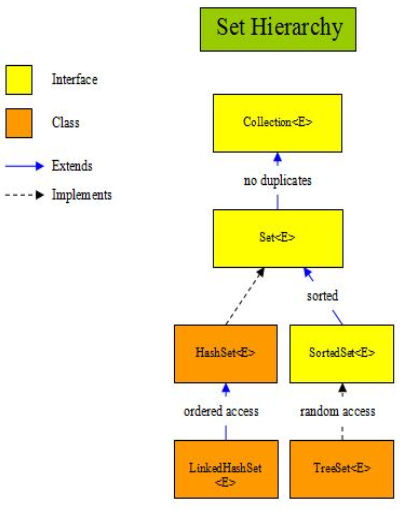 Set Hierarchy
Interface
Class
Extends
Implements
Collection<E>
no duplicates
Set<E>
sorted
HashSet<E>
SortedSet<E>
ordered access
random access
LinkedHashSet
<E>
TreeSet<E>